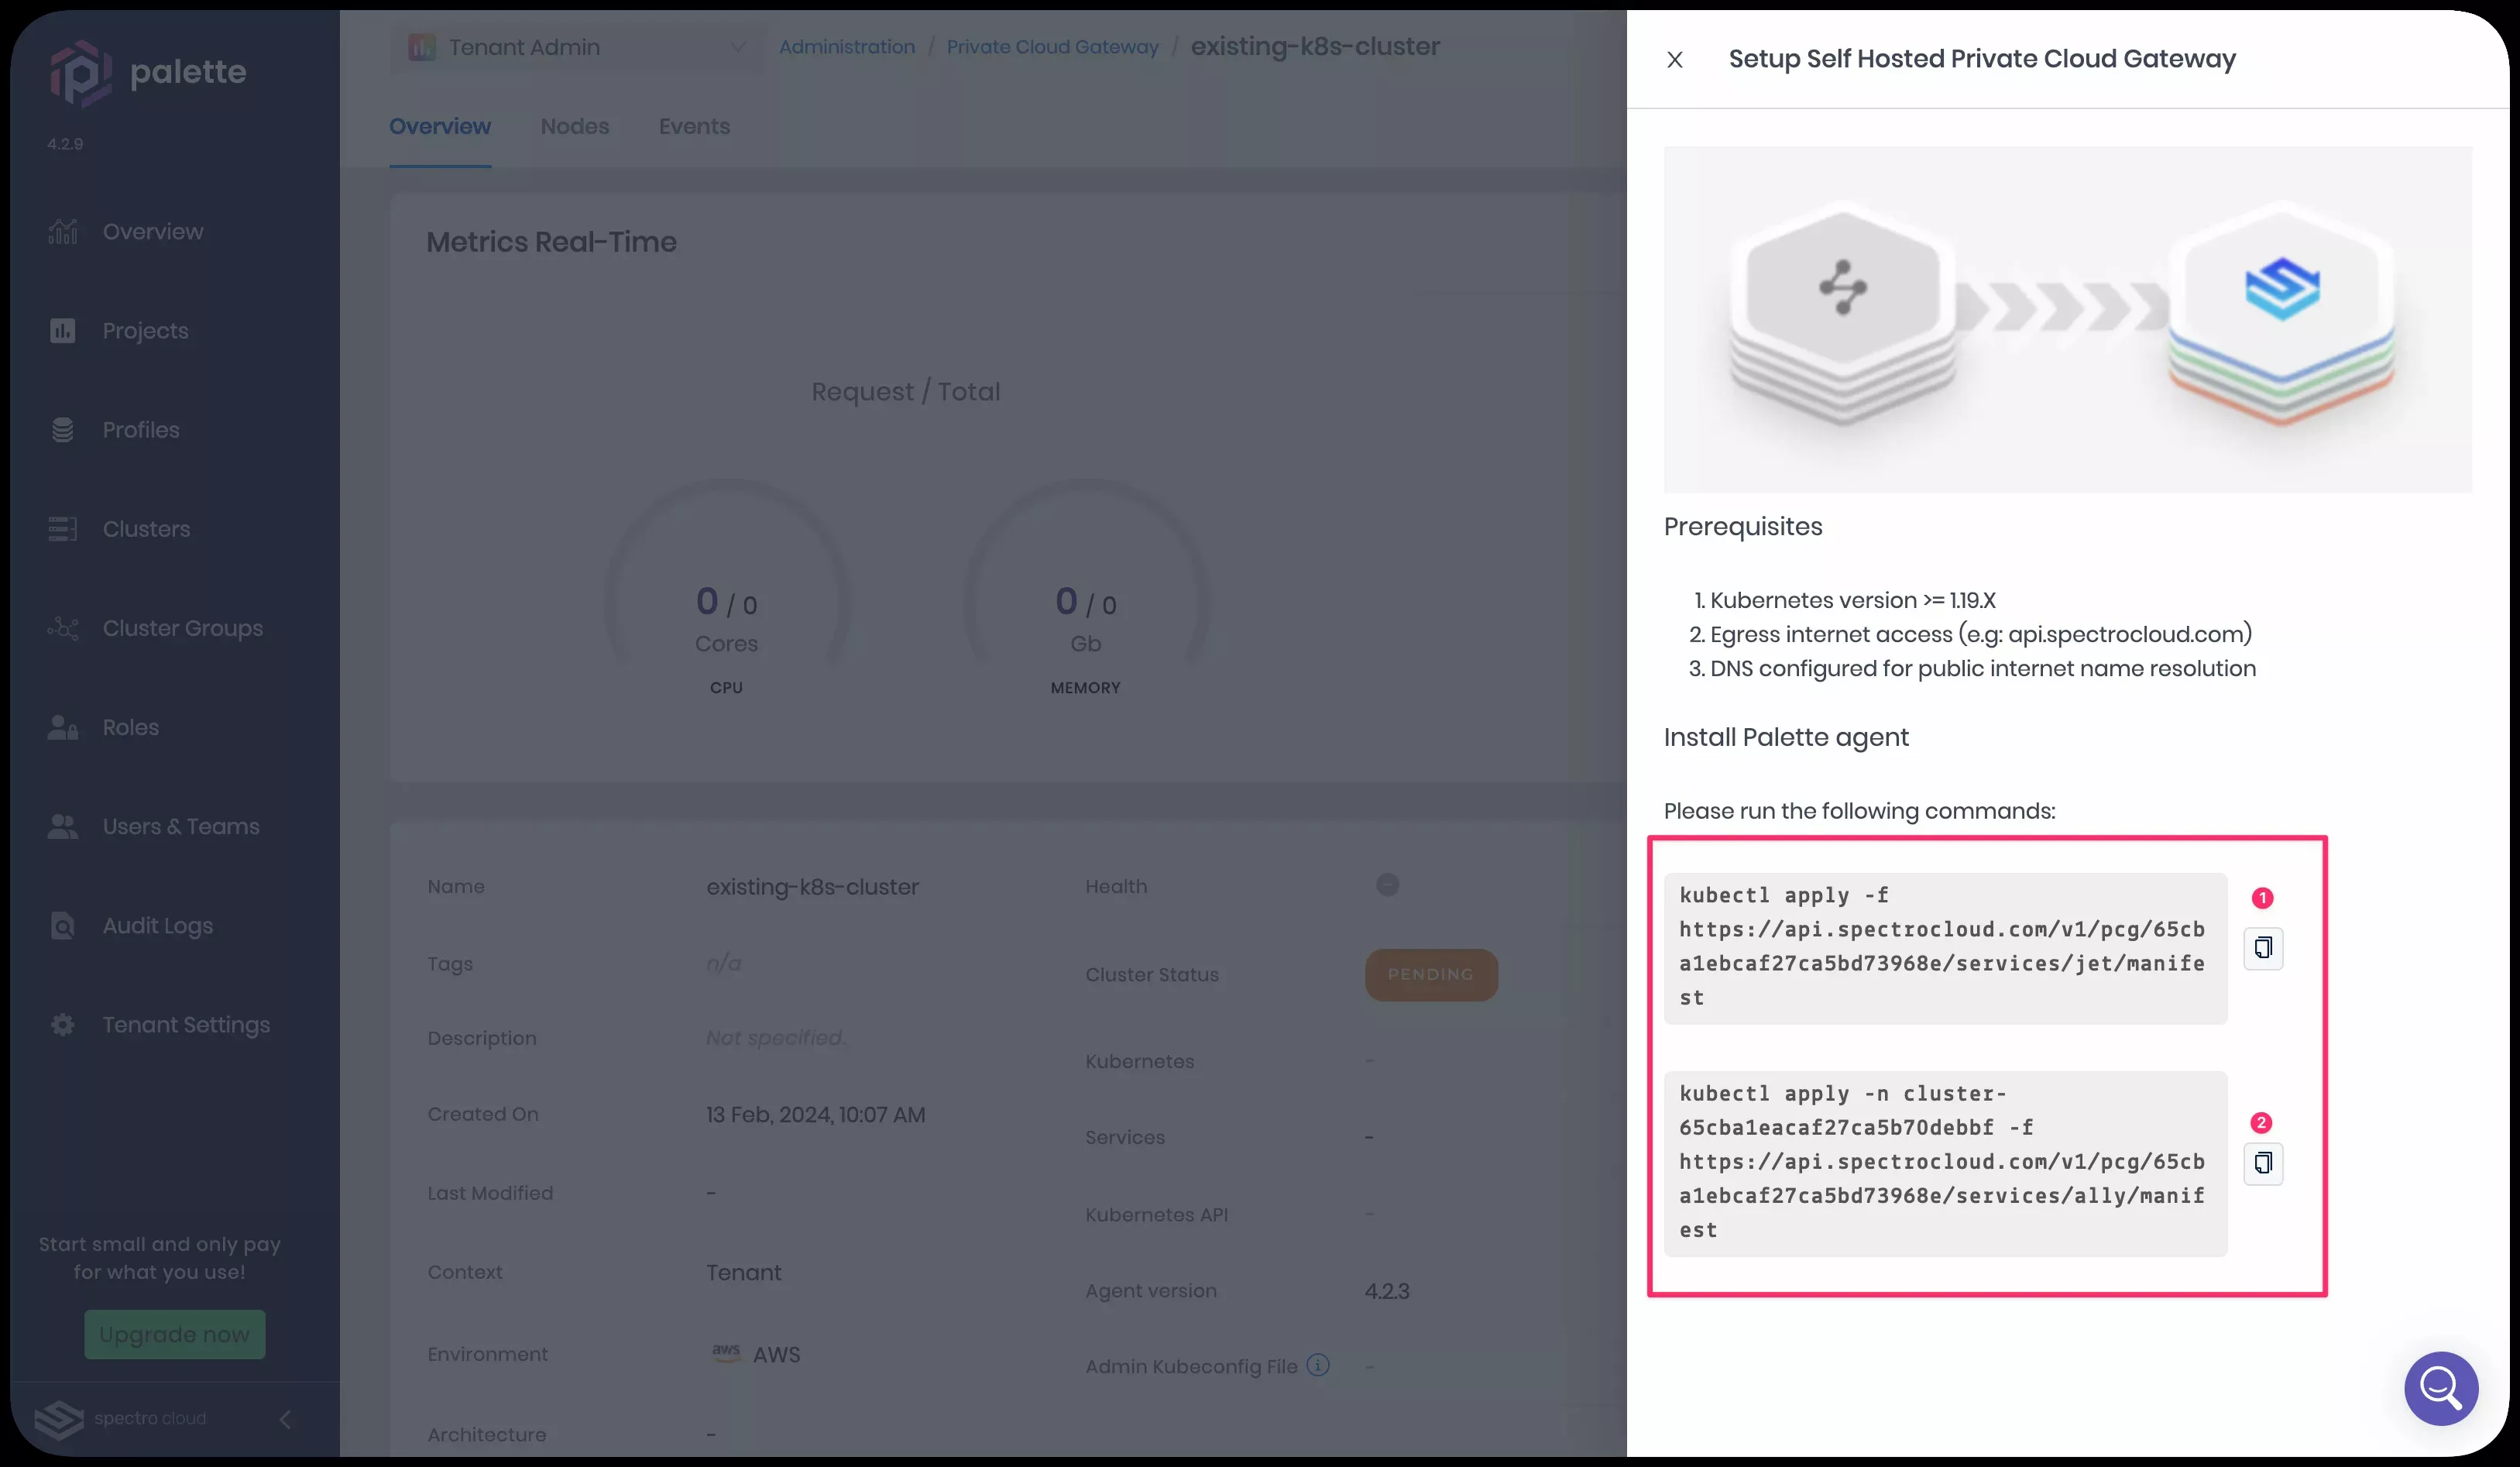 palette
4.2.9
Overview
Projects
Profiles
Clusters
Cluster Groups
Roles
Users & Teams
Audit Logs
Tenant Settings
Start small and only pay
for what you use!
Upgrade now
spectro cloud
Tenant Admin
Administration / Private Cloud Gateway / existing-k8s-cluster
Overview Nodes Events
Metrics Real-Time
Request / Total
0 / 0
Cores
CPU
0 / 0
Gb
MEMORY
Name existing-k8s-cluster
Tags n/a
Description Not specified.
Created On 13 Feb, 2024, 10:07 AM
Last Modified -
Context Tenant
Environment aws AWS
Architecture -
Health
Cluster Status PENDING
Kubernetes -
Services -
Kubernetes API -
Agent version 4.2.3
Admin Kubeconfig File -
Setup Self Hosted Private Cloud Gateway
Prerequisites
1. Kubernetes version >= 1.19.X
2. Egress internet access (e.g: api.spectrocloud.com)
3. DNS configured for public internet name resolution
Install Palette agent
Please run the following commands:
kubectl apply -f
https://api.spectrocloud.com/v1/pcg/65cb
a1ebcaf27ca5bd73968e/services/jet/manife
st
1
kubectl apply -n cluster-
65cba1eacaf27ca5b70debbf -f
https://api.spectrocloud.com/v1/pcg/65cb
a1ebcaf27ca5bd73968e/services/ally/manif
est
2